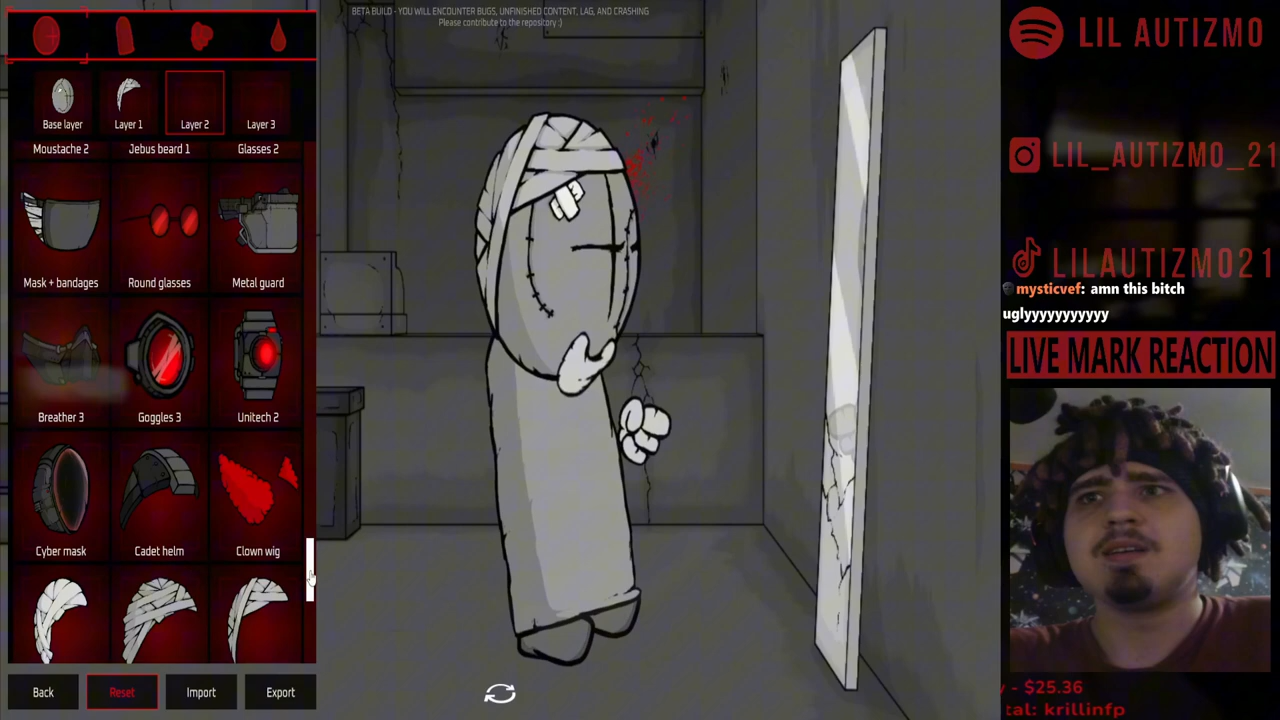 BETA BUILD - YOU WILL ENCOUNTER BUGS, UNFINISHED CONTENT, LAG, AND CRASHING
Please contribute to the repository :)
Base layer
Layer 1
Layer 2
Layer 3
Moustache 2
Jebus beard 1
Glasses 2
Mask + bandages
Round glasses
Metal guard
Breather 3
Goggles 3
Unitech 2
Cyber mask
Cadet helm
Clown wig
Back
Reset
Import
Export
LIL AUTIZMO
LIL_AUTIZMO_21
LILAUTIZMO21
mysticvef: amn this bitch
uglyyyyyyyyyyy
LIVE MARK REACTION
y - $25.36
tal: krillinfp